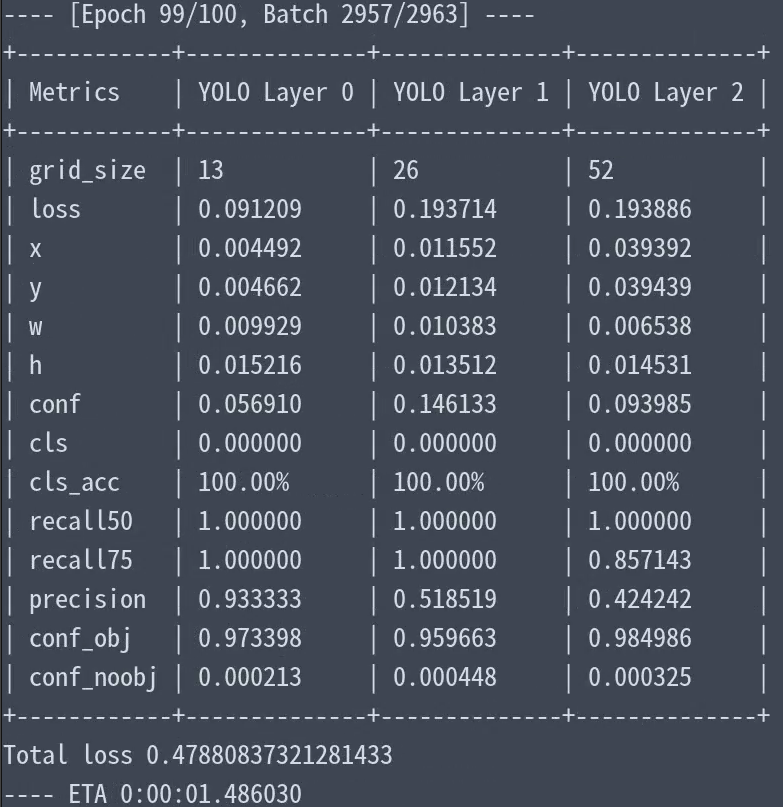 ---- [Epoch 99/100, Batch 2957/2963] ----
+------------+--------------+--------------+--------------+
| Metrics    | YOLO Layer 0 | YOLO Layer 1 | YOLO Layer 2 |
+------------+--------------+--------------+--------------+
| grid_size  | 13           | 26           | 52           |
| loss       | 0.091209     | 0.193714     | 0.193886     |
| x          | 0.004492     | 0.011552     | 0.039392     |
| y          | 0.004662     | 0.012134     | 0.039439     |
| w          | 0.009929     | 0.010383     | 0.006538     |
| h          | 0.015216     | 0.013512     | 0.014531     |
| conf       | 0.056910     | 0.146133     | 0.093985     |
| cls        | 0.000000     | 0.000000     | 0.000000     |
| cls_acc    | 100.00%      | 100.00%      | 100.00%      |
| recall50   | 1.000000     | 1.000000     | 1.000000     |
| recall75   | 1.000000     | 1.000000     | 0.857143     |
| precision  | 0.933333     | 0.518519     | 0.424242     |
| conf_obj   | 0.973398     | 0.959663     | 0.984986     |
| conf_noobj | 0.000213     | 0.000448     | 0.000325     |
+------------+--------------+--------------+--------------+
Total loss 0.47880837321281433
---- ETA 0:00:01.486030